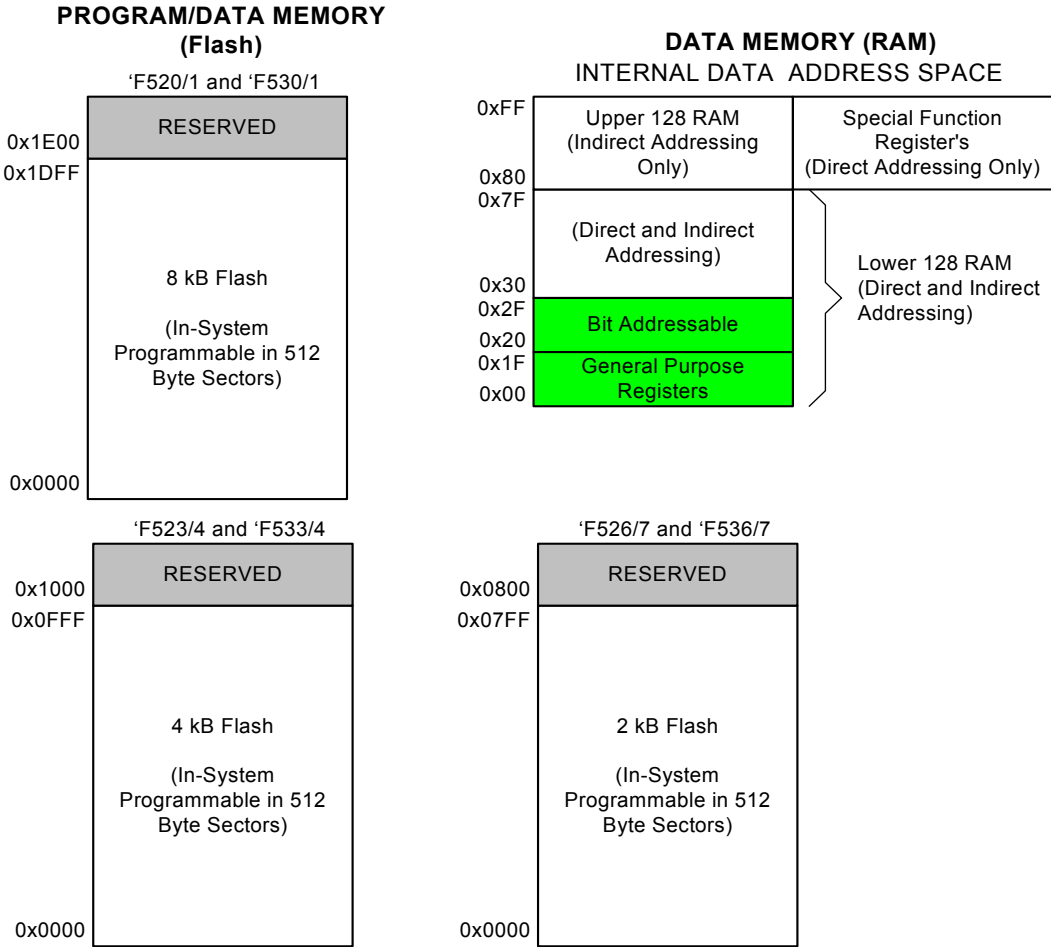 PROGRAM/DATA MEMORY
(Flash)
‘F520/1 and ‘F530/1
RESERVED
0x1E00
0x1DFF
8 kB Flash
(In-System
Programmable in 512
Byte Sectors)
0x0000
DATA MEMORY (RAM)
INTERNAL DATA ADDRESS SPACE
0xFF
Upper 128 RAM
(Indirect Addressing
Only)
Special Function
Register's
(Direct Addressing Only)
0x80
0x7F
(Direct and Indirect
Addressing)
Lower 128 RAM
(Direct and Indirect
Addressing)
0x30
0x2F
Bit Addressable
0x20
0x1F
General Purpose
Registers
0x00
‘F523/4 and ‘F533/4
RESERVED
0x1000
0x0FFF
4 kB Flash
(In-System
Programmable in 512
Byte Sectors)
0x0000
‘F526/7 and ‘F536/7
RESERVED
0x0800
0x07FF
2 kB Flash
(In-System
Programmable in 512
Byte Sectors)
0x0000